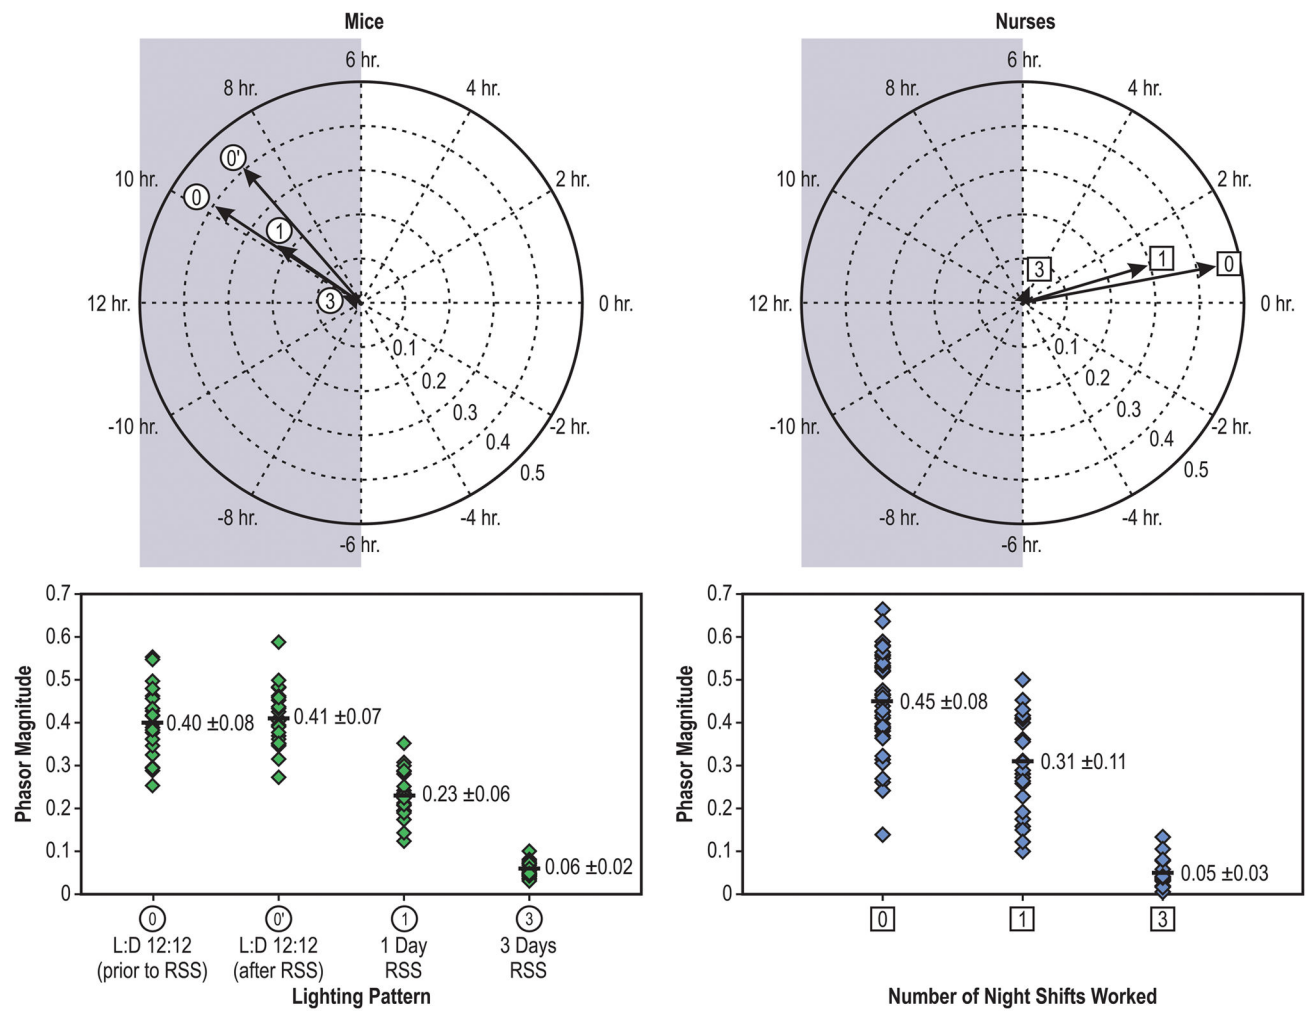 Mice
6 hr.
8 hr.
4 hr.
0'
10 hr.
2 hr.
0
1
3
12 hr.
0 hr.
0.1
0.2
0.3
-10 hr.
-2 hr.
0.4
0.5
-8 hr.
-4 hr.
-6 hr.
Nurses
6 hr.
8 hr.
4 hr.
10 hr.
2 hr.
3
1
0
12 hr.
0 hr.
0.1
0.2
0.3
-10 hr.
-2 hr.
0.4
0.5
-8 hr.
-4 hr.
-6 hr.
Phasor Magnitude
0.7
0.6
0.5
0.4
0.3
0.2
0.1
0
0.40 ±0.08
0.41 ±0.07
0.23 ±0.06
0.06 ±0.02
0
0'
1
3
L:D 12:12
(prior to RSS)
L:D 12:12
(after RSS)
1 Day
RSS
3 Days
RSS
Lighting Pattern
Phasor Magnitude
0.7
0.6
0.5
0.4
0.3
0.2
0.1
0
0.45 ±0.08
0.31 ±0.11
0.05 ±0.03
0
1
3
Number of Night Shifts Worked